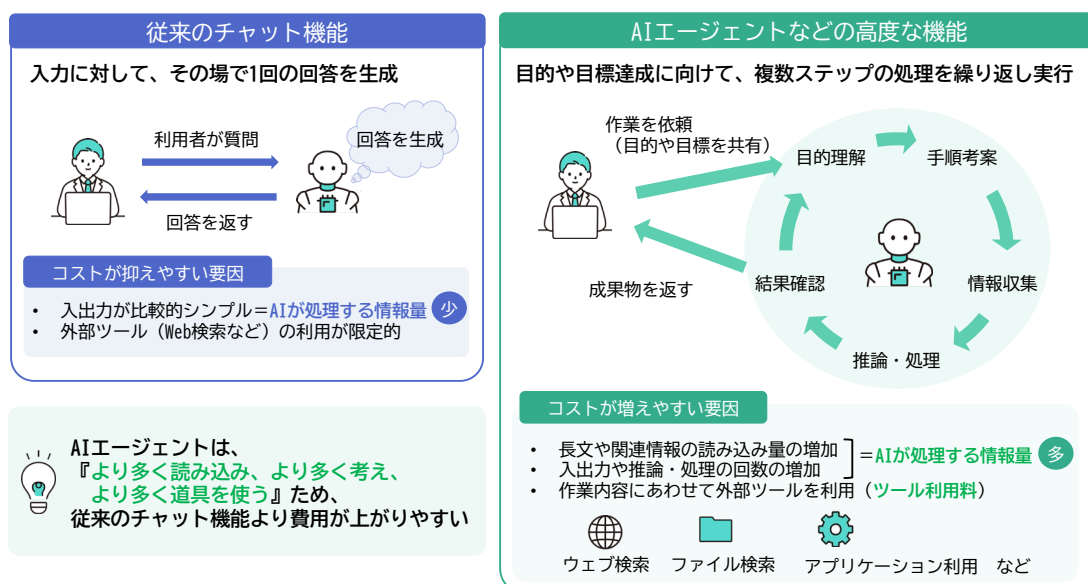 従来のチャット機能
入力に対して、その場で1回の回答を生成
利用者が質問
回答を生成
回答を返す
コストが抑えやすい要因
• 入出力が比較的シンプル＝AIが処理する情報量 少
• 外部ツール（Web検索など）の利用が限定的
AIエージェントは、
『より多く読み込み、より多く考え、
より多く道具を使う』ため、
従来のチャット機能より費用が上がりやすい
AIエージェントなどの高度な機能
目的や目標達成に向けて、複数ステップの処理を繰り返し実行
作業を依頼
（目的や目標を共有）
目的理解
手順考案
情報収集
推論・処理
結果確認
成果物を返す
コストが増えやすい要因
• 長文や関連情報の読み込み量の増加
• 入出力や推論・処理の回数の増加
＝AIが処理する情報量 多
• 作業内容にあわせて外部ツールを利用（ツール利用料）
ウェブ検索
ファイル検索
アプリケーション利用 など